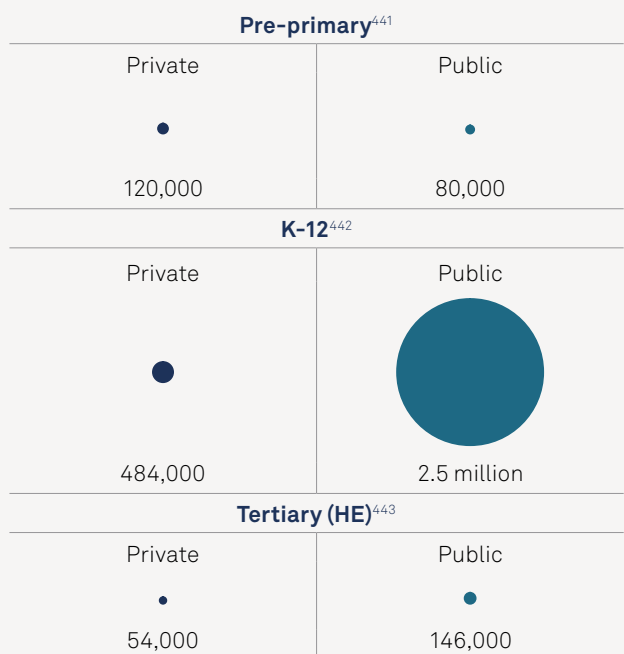 Pre-primary441
Private Public
120,000 80,000
K-12442
Private Public
484,000 2.5 million
Tertiary (HE)443
Private Public
54,000 146,000